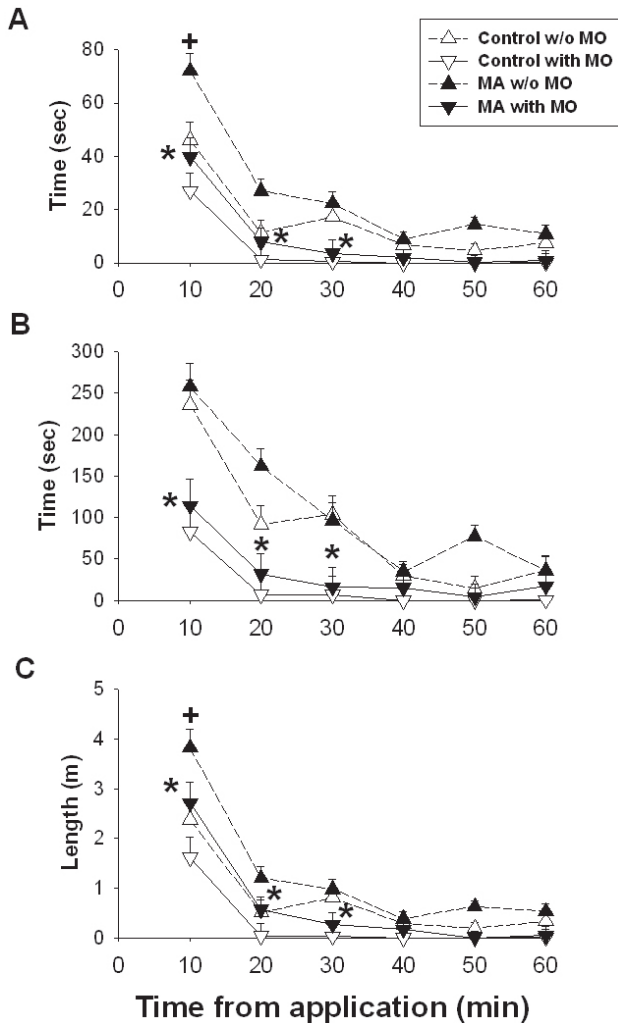 A
Control w/o MO
Control with MO
MA w/o MO
MA with MO
Time (sec)
80
60
40
20
0
+
*
*
*
0 10 20 30 40 50 60
B
Time (sec)
300
250
200
150
100
50
0
*
*
*
0 10 20 30 40 50 60
C
Length (m)
5
4
3
2
1
0
+
*
*
*
0 10 20 30 40 50 60
Time from application (min)